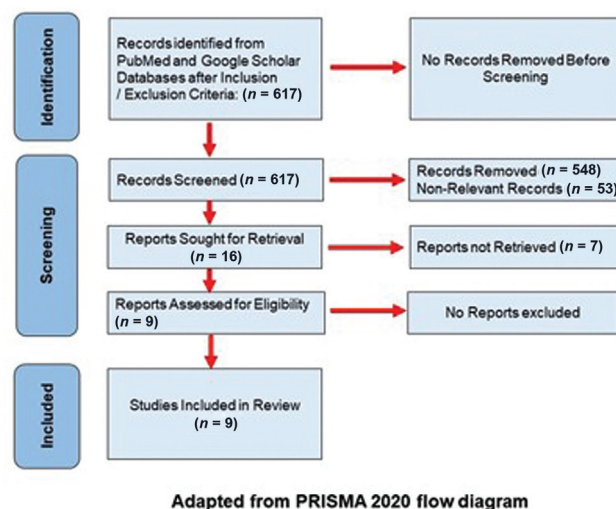 Identification
Records identified from
PubMed and Google Scholar
Databases after Inclusion
/ Exclusion Criteria: (n = 617)
No Records Removed Before
Screening
Screening
Records Screened (n = 617)
Records Removed (n = 548)
Non-Relevant Records (n = 53)
Reports Sought for Retrieval
(n = 16)
Reports not Retrieved (n = 7)
Reports Assessed for Eligibility
(n = 9)
No Reports excluded
Included
Studies Included in Review
(n = 9)
Adapted from PRISMA 2020 flow diagram